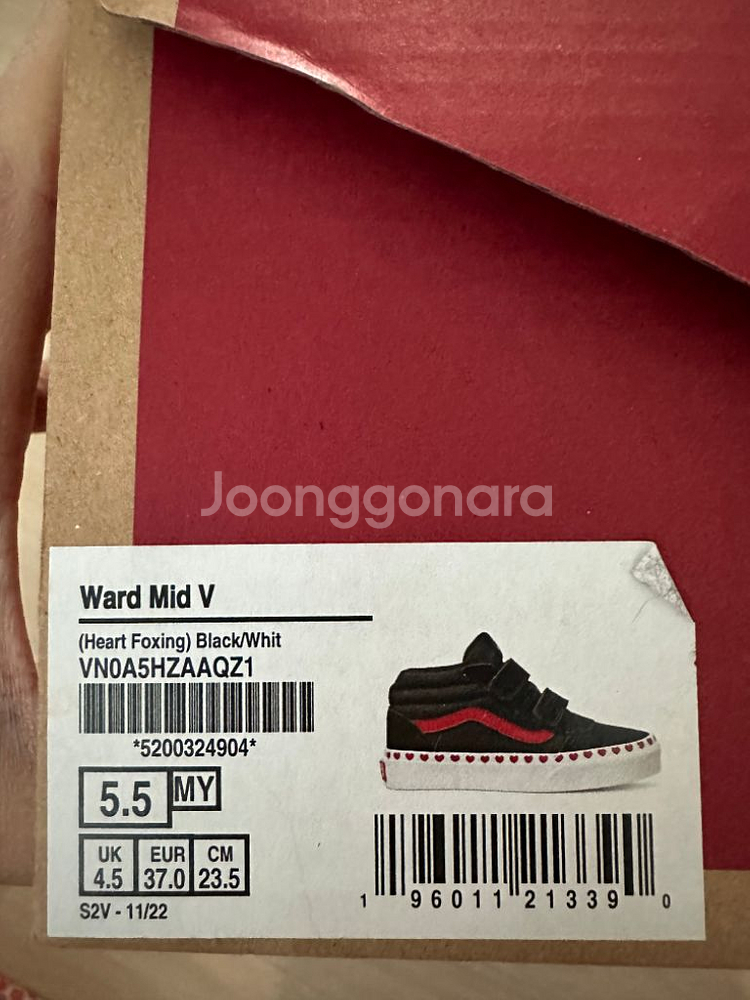 Joonggonara
Ward Mid V
(Heart Foxing) Black/Whit
VN0A5HZAAQZ1
*5200324904*
5.5 MY
UK EUR CM
4.5 37.0 23.5
S2V - 11/22
1 96011 21339 0